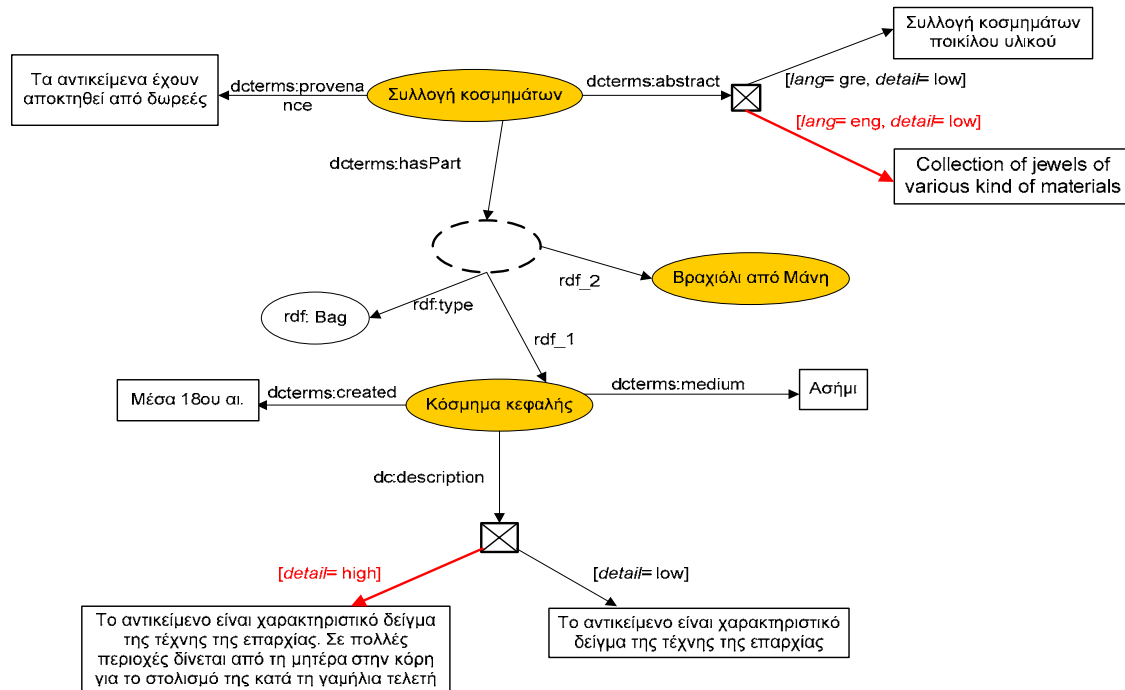 Συλλογή κοσμημάτων
ποικίλου υλικού
Τα αντικείμενα έχουν
αποκτηθεί από δωρεές
dcterms:provena
nce
Συλλογή κοσμημάτων
dcterms:abstract
[lang= gre, detail= low]
[lang= eng, detail= low]
Collection of jewels of
various kind of materials
dcterms:hasPart
rdf_2
Βραχιόλι από Μάνη
rdf: Bag
rdf:type
rdf_1
Μέσα 18ου αι.
dcterms:created
Κόσμημα κεφαλής
dcterms:medium
Ασήμι
dc:description
[detail= high]
[detail= low]
Το αντικείμενο είναι χαρακτηριστικό δείγμα
της τέχνης της επαρχίας. Σε πολλές
περιοχές δίνεται από τη μητέρα στην κόρη
για το στολισμό της κατά τη γαμήλια τελετή
Το αντικείμενο είναι χαρακτηριστικό
δείγμα της τέχνης της επαρχίας